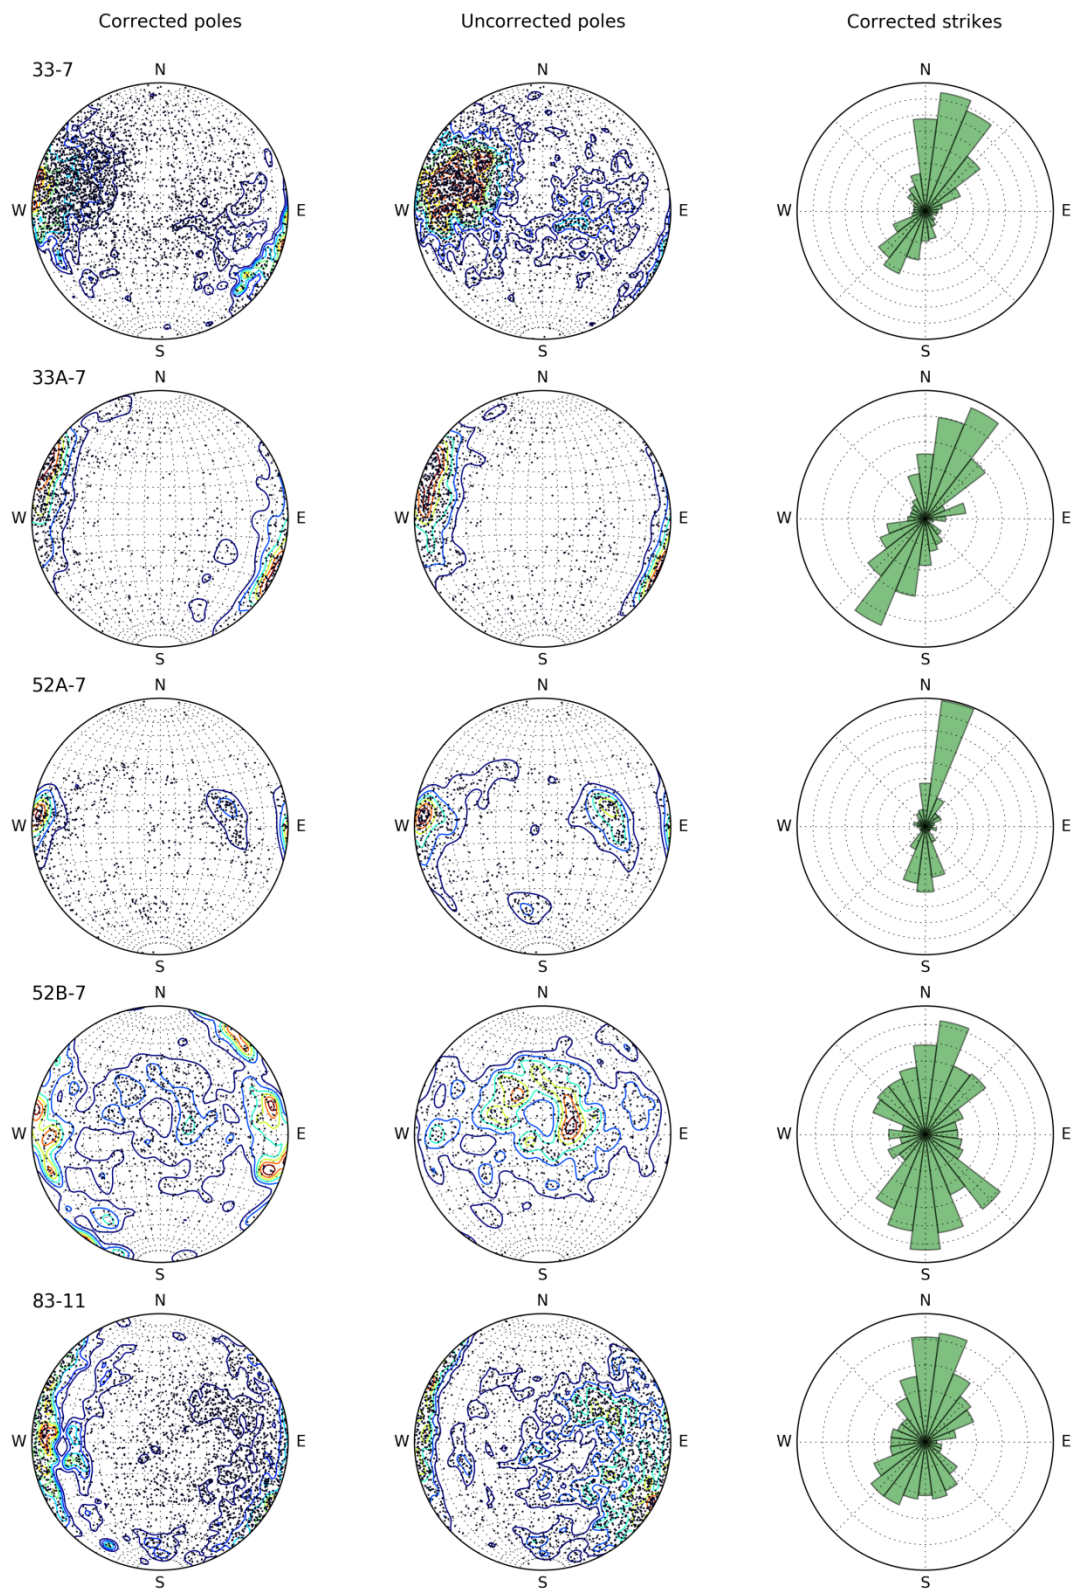 Corrected poles Uncorrected poles Corrected strikes
33-7
N N N
W E W E W E
S S S
33A-7
N N N
W E W E W E
S S S
52A-7
N N N
W E W E W E
S S S
52B-7
N N N
W E W E W E
S S S
83-11
N N N
W E W E W E
S S S